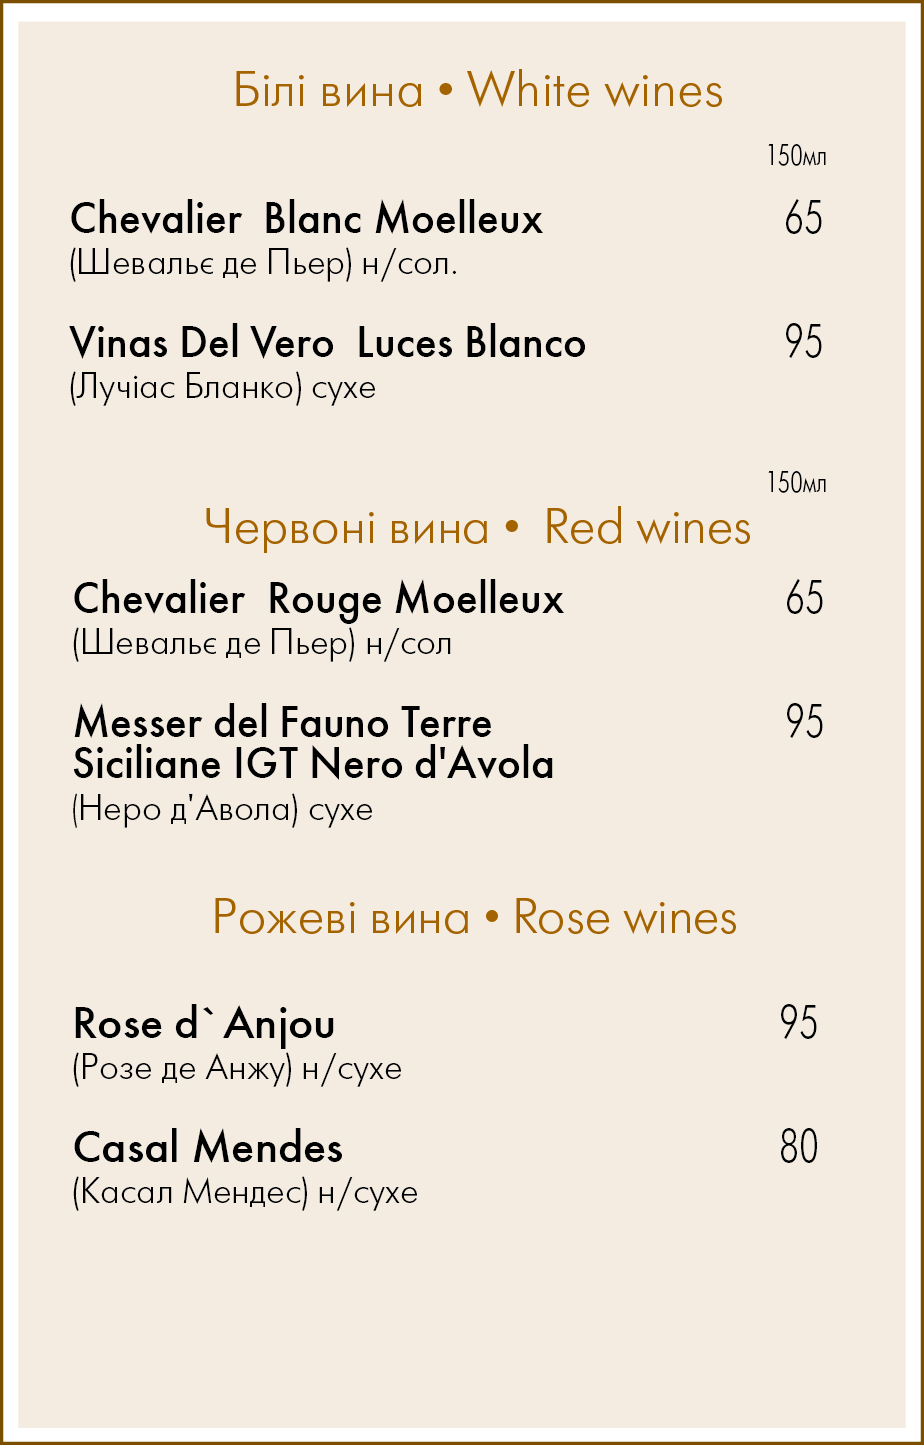 Білі вина • White wines
150мл
Chevalier Blanc Moelleux 65
(Шевальє де Пьер) н/сол.
Vinas Del Vero Luces Blanco 95
(Лучіас Бланко) сухе
150мл
Червоні вина • Red wines
Chevalier Rouge Moelleux 65
(Шевальє де Пьер) н/сол
Messer del Fauno Terre 95
Siciliane IGT Nero d'Avola
(Неро д'Авола) сухе
Рожеві вина • Rose wines
Rose d`Anjou 95
(Розе де Анжу) н/сухе
Casal Mendes 80
(Касал Мендес) н/сухе